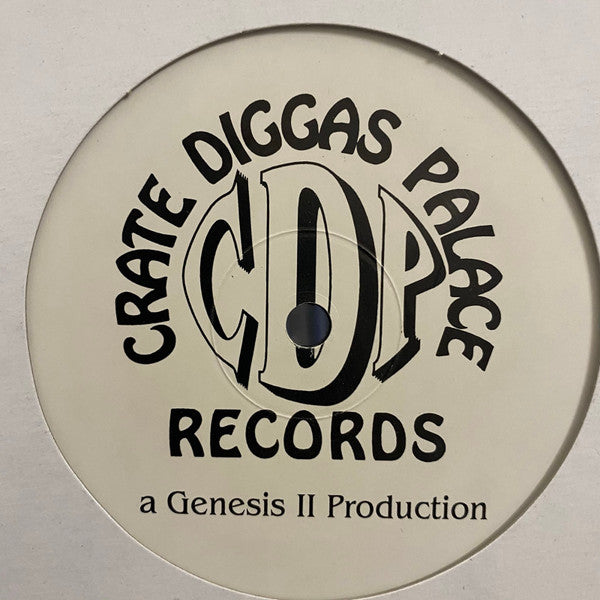 CRATE DIGGAS PALACE
CDP
RECORDS
a Genesis II Production